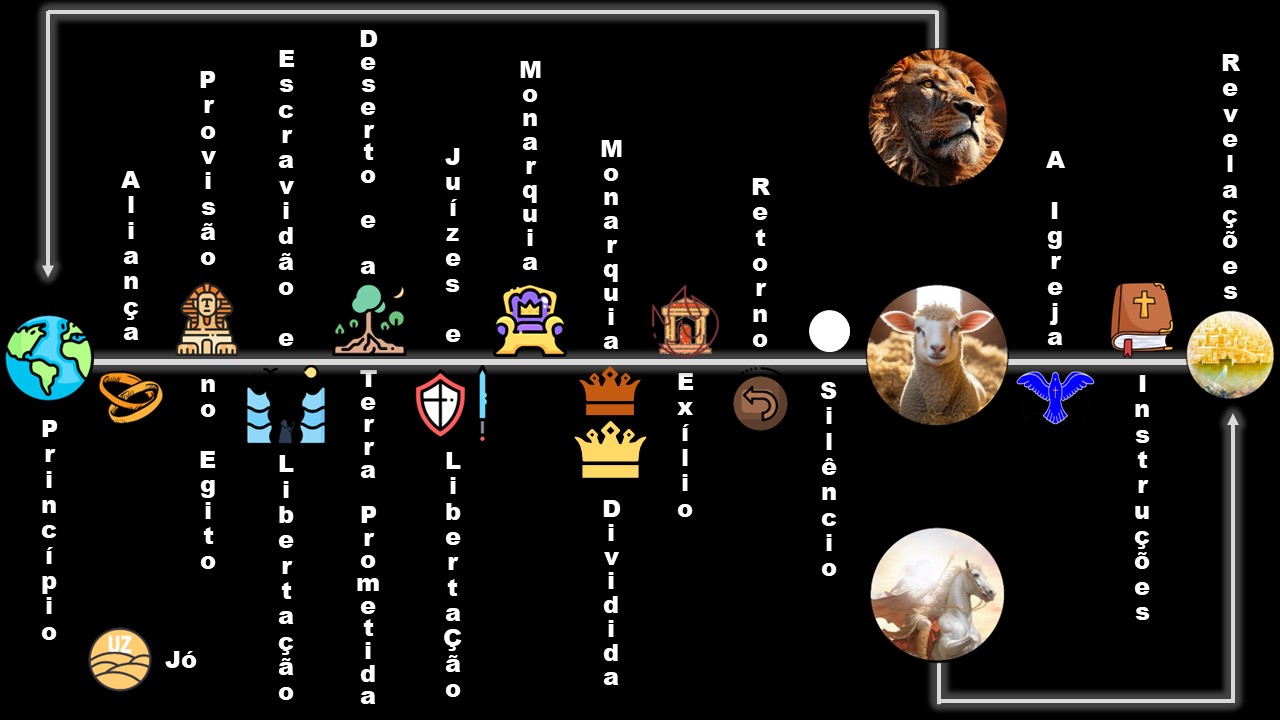 Princípio
Aliança
Provisão no Egito
Escravidão e Libertação
Deserto e a Terra Prometida
Juízes e LibertaÇão
Monarquia
Monarquia Dividida
Exílio
Retorno
Silêncio
A Igreja
Instruções
Revelações
UZ
Jó